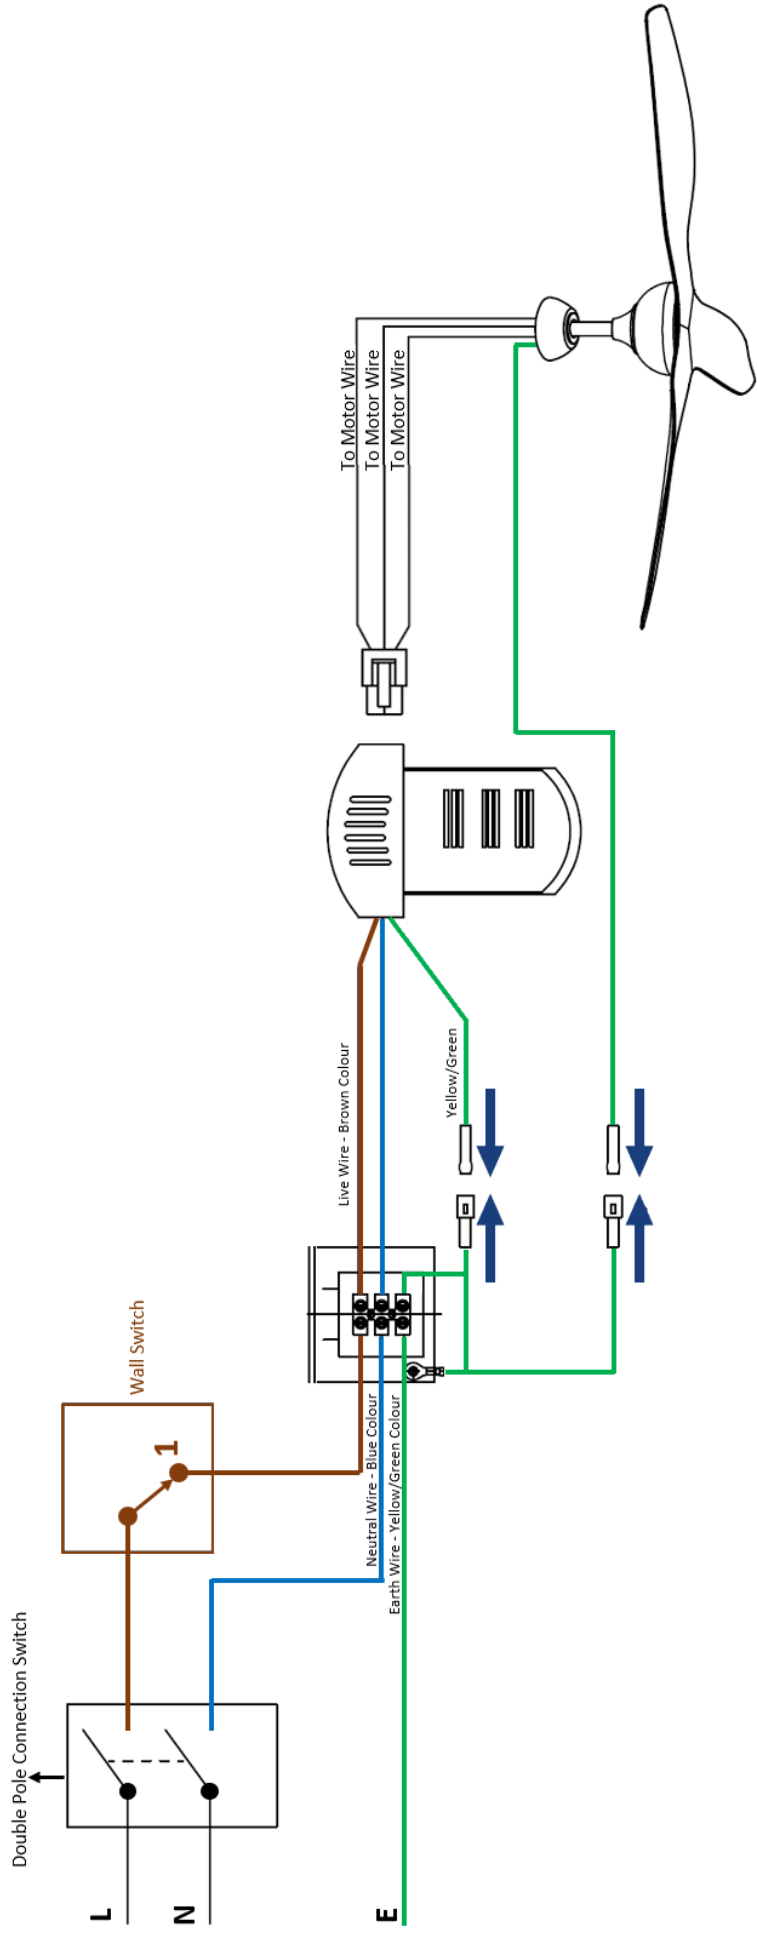 Double Pole Connection Switch
L
N
E
Wall Switch
1
Neutral Wire - Blue Colour
Earth Wire - Yellow/Green Colour
Live Wire - Brown Colour
Yellow/Green
To Motor Wire
To Motor Wire
To Motor Wire